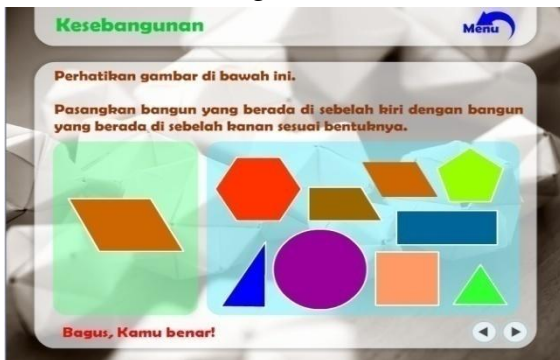 Kesebangunan
Menu
Perhatikan gambar di bawah ini.
Pasangkan bangun yang berada di sebelah kiri dengan bangun
yang berada di sebelah kanan sesuai bentuknya.
Bagus, Kamu benar!